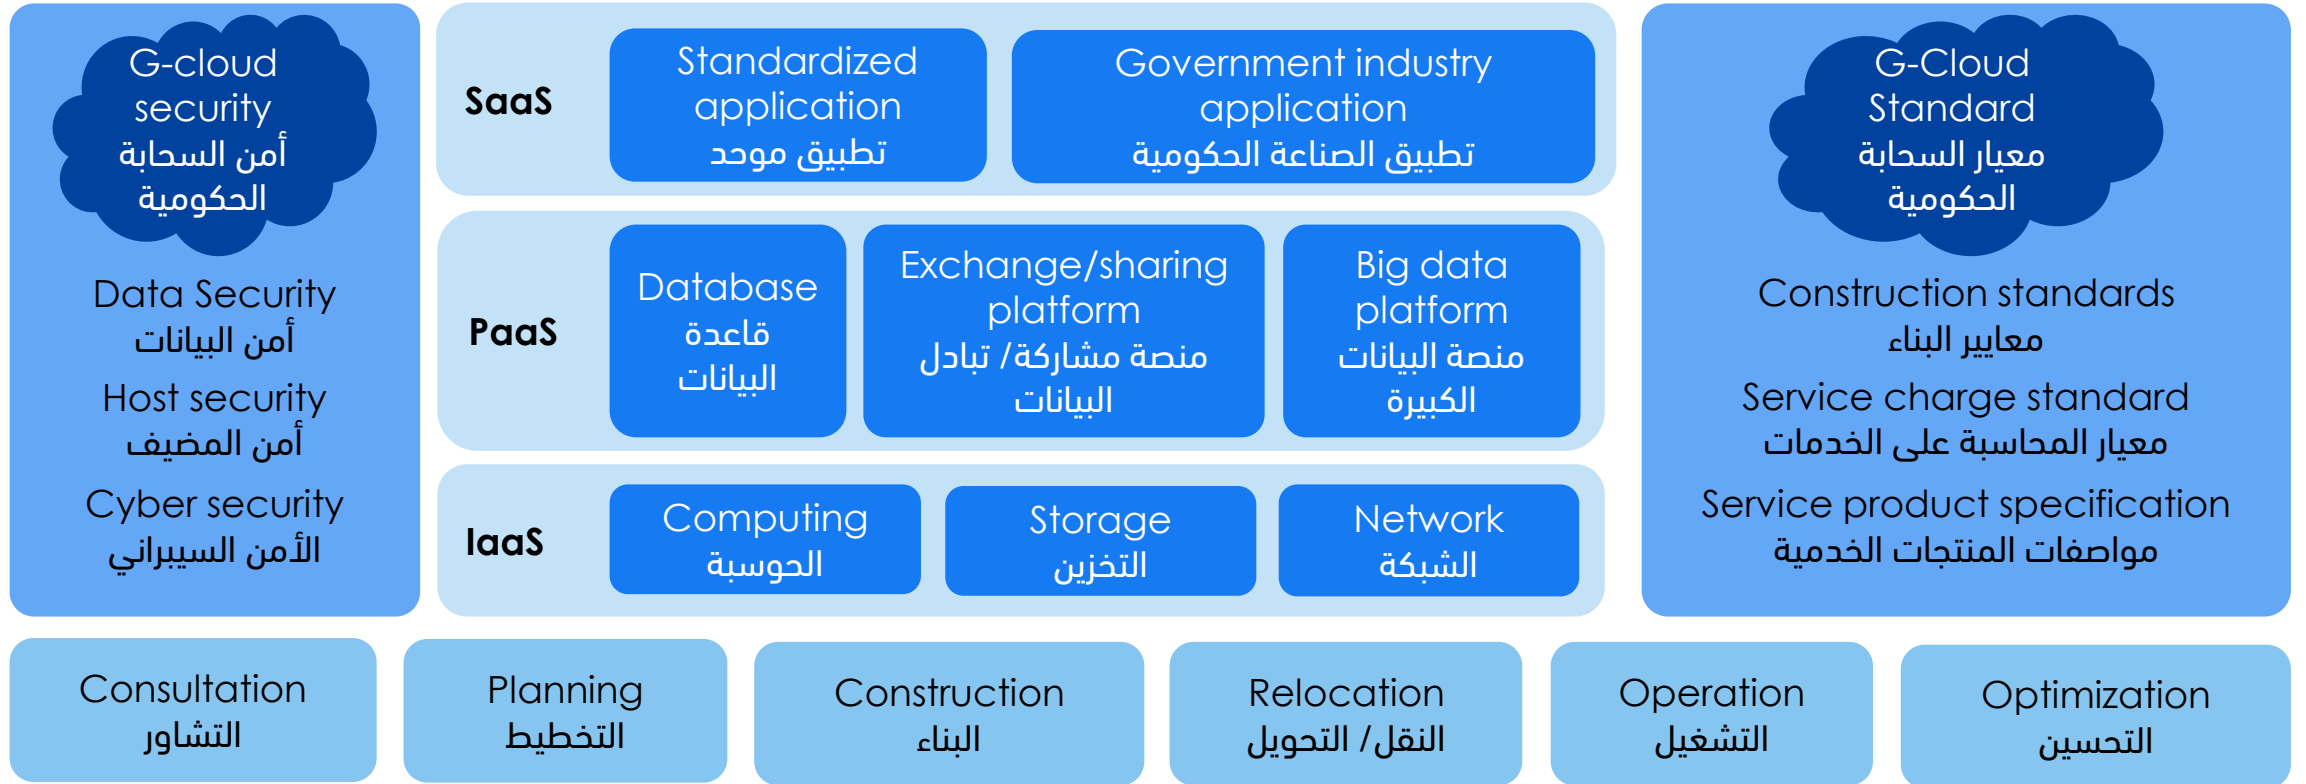 G-cloud
security
أمن السحابة
الحكومية
Data Security
أمن البيانات
Host security
أمن المضيف
Cyber security
الأمن السيبراني
SaaS
Standardized
application
تطبيق موحد
Government industry
application
تطبيق الصناعة الحكومية
PaaS
Database
قاعدة
البيانات
Exchange/sharing
platform
منصة مشاركة/ تبادل
البيانات
Big data
platform
منصة البيانات
الكبيرة
IaaS
Computing
الحوسبة
Storage
التخزين
Network
الشبكة
G-Cloud
Standard
معيار السحابة
الحكومية
Construction standards
معايير البناء
Service charge standard
معيار المحاسبة على الخدمات
Service product specification
مواصفات المنتجات الخدمية
Consultation
التشاور
Planning
التخطيط
Construction
البناء
Relocation
النقل/ التحويل
Operation
التشغيل
Optimization
التحسين